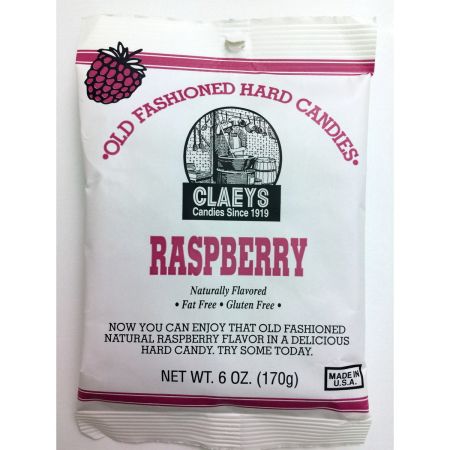 •OLD FASHIONED HARD CANDIES•
CLAEYS
Candies Since 1919
RASPBERRY
Naturally Flavored
• Fat Free • Gluten Free •
NOW YOU CAN ENJOY THAT OLD FASHIONED
NATURAL RASPBERRY FLAVOR IN A DELICIOUS
HARD CANDY. TRY SOME TODAY.
NET WT. 6 OZ. (170g)
MADE IN
U.S.A.